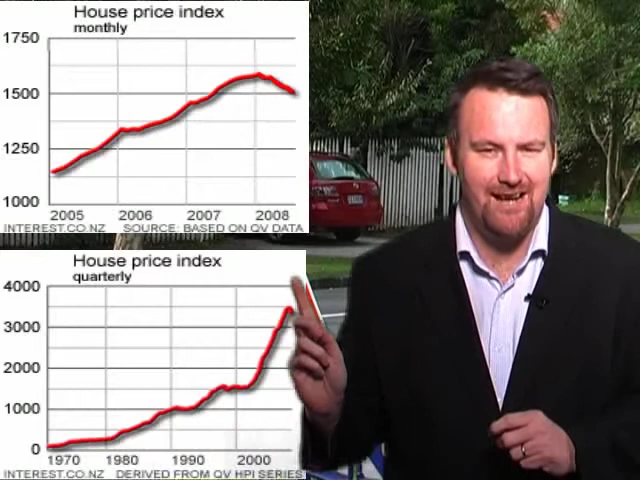 House price index
monthly
1750
1500
1250
1000
2005 2006 2007 2008
INTEREST.CO.NZ SOURCE: BASED ON QV DATA
House price index
quarterly
4000
3000
2000
1000
0
1970 1980 1990 2000
INTEREST.CO.NZ DERIVED FROM QV HPI SERIES